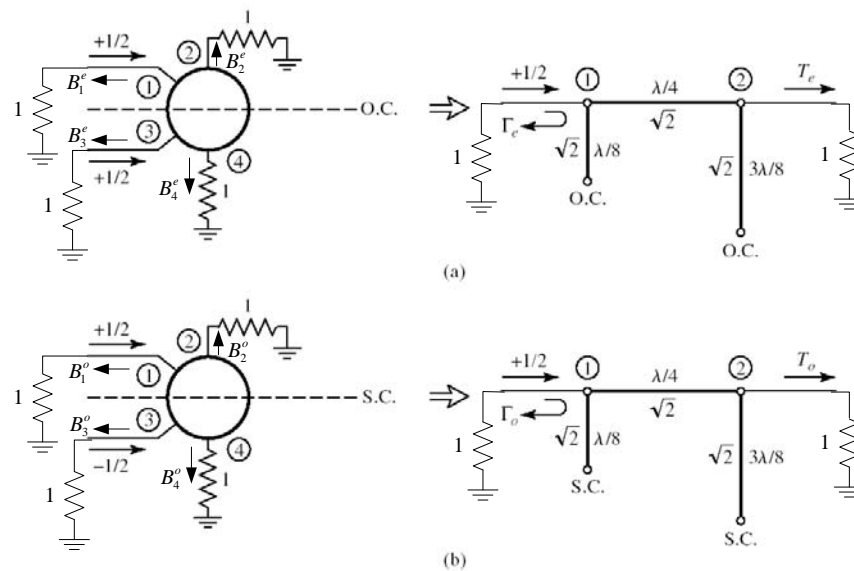 +1/2
②
1
B₂ᵉ
B₁ᵉ
①
1
O.C.
B₃ᵉ
③
④
+1/2
B₄ᵉ
1
1
+1/2
①
λ/4
②
Tₑ
Γₑ
√2
√2
λ/8
1
√2
3λ/8
1
O.C.
O.C.
(a)
+1/2
②
1
B₂ᵒ
B₁ᵒ
①
1
S.C.
B₃ᵒ
③
④
−1/2
B₄ᵒ
1
1
+1/2
①
λ/4
②
Tₒ
Γₒ
√2
√2
λ/8
1
√2
3λ/8
1
S.C.
S.C.
(b)